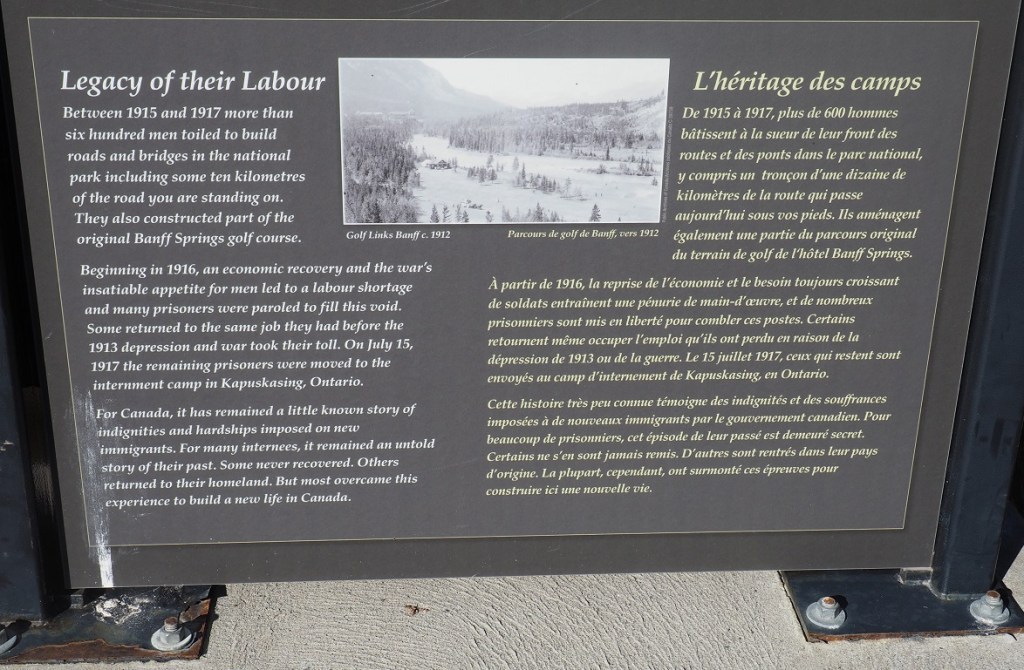 Legacy of their Labour
Between 1915 and 1917 more than
six hundred men toiled to build
roads and bridges in the national
park including some ten kilometres
of the road you are standing on.
They also constructed part of the
original Banff Springs golf course.
Golf Links Banff c. 1912
Parcours de golf de Banff, vers 1912
Beginning in 1916, an economic recovery and the war's
insatiable appetite for men led to a labour shortage
and many prisoners were paroled to fill this void.
Some returned to the same job they had before the
1913 depression and war took their toll. On July 15,
1917 the remaining prisoners were moved to the
internment camp in Kapuskasing, Ontario.
For Canada, it has remained a little known story of
indignities and hardships imposed on new
immigrants. For many internees, it remained an untold
story of their past. Some never recovered. Others
returned to their homeland. But most overcame this
experience to build a new life in Canada.
L'héritage des camps
De 1915 à 1917, plus de 600 hommes
bâtissent à la sueur de leur front des
routes et des ponts dans le parc national,
y compris un tronçon d'une dizaine de
kilomètres de la route qui passe
aujourd'hui sous vos pieds. Ils aménagent
également une partie du parcours original
du terrain de golf de l'hôtel Banff Springs.
À partir de 1916, la reprise de l'économie et le besoin toujours croissant
de soldats entraînent une pénurie de main-d'œuvre, et de nombreux
prisonniers sont mis en liberté pour combler ces postes. Certains
retournent même occuper l'emploi qu'ils ont perdu en raison de la
dépression de 1913 ou de la guerre. Le 15 juillet 1917, ceux qui restent sont
envoyés au camp d'internement de Kapuskasing, en Ontario.
Cette histoire très peu connue témoigne des indignités et des souffrances
imposées à de nouveaux immigrants par le gouvernement canadien. Pour
beaucoup de prisonniers, cet épisode de leur passé est demeuré secret.
Certains ne s'en sont jamais remis. D'autres sont rentrés dans leur pays
d'origine. La plupart, cependant, ont surmonté ces épreuves pour
construire ici une nouvelle vie.